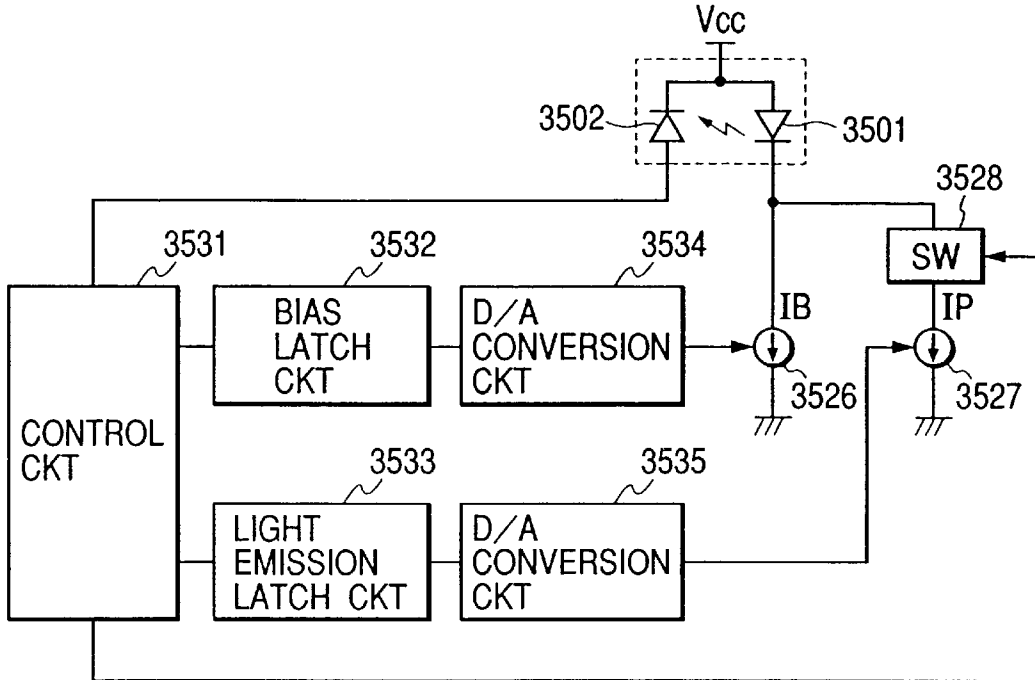 Vcc
3502
3501
3528
SW
3531
3532
3534
CONTROL
CKT
BIAS
LATCH
CKT
D/A
CONVERSION
CKT
IB
IP
3526
3527
3533
3535
LIGHT
EMISSION
LATCH CKT
D/A
CONVERSION
CKT